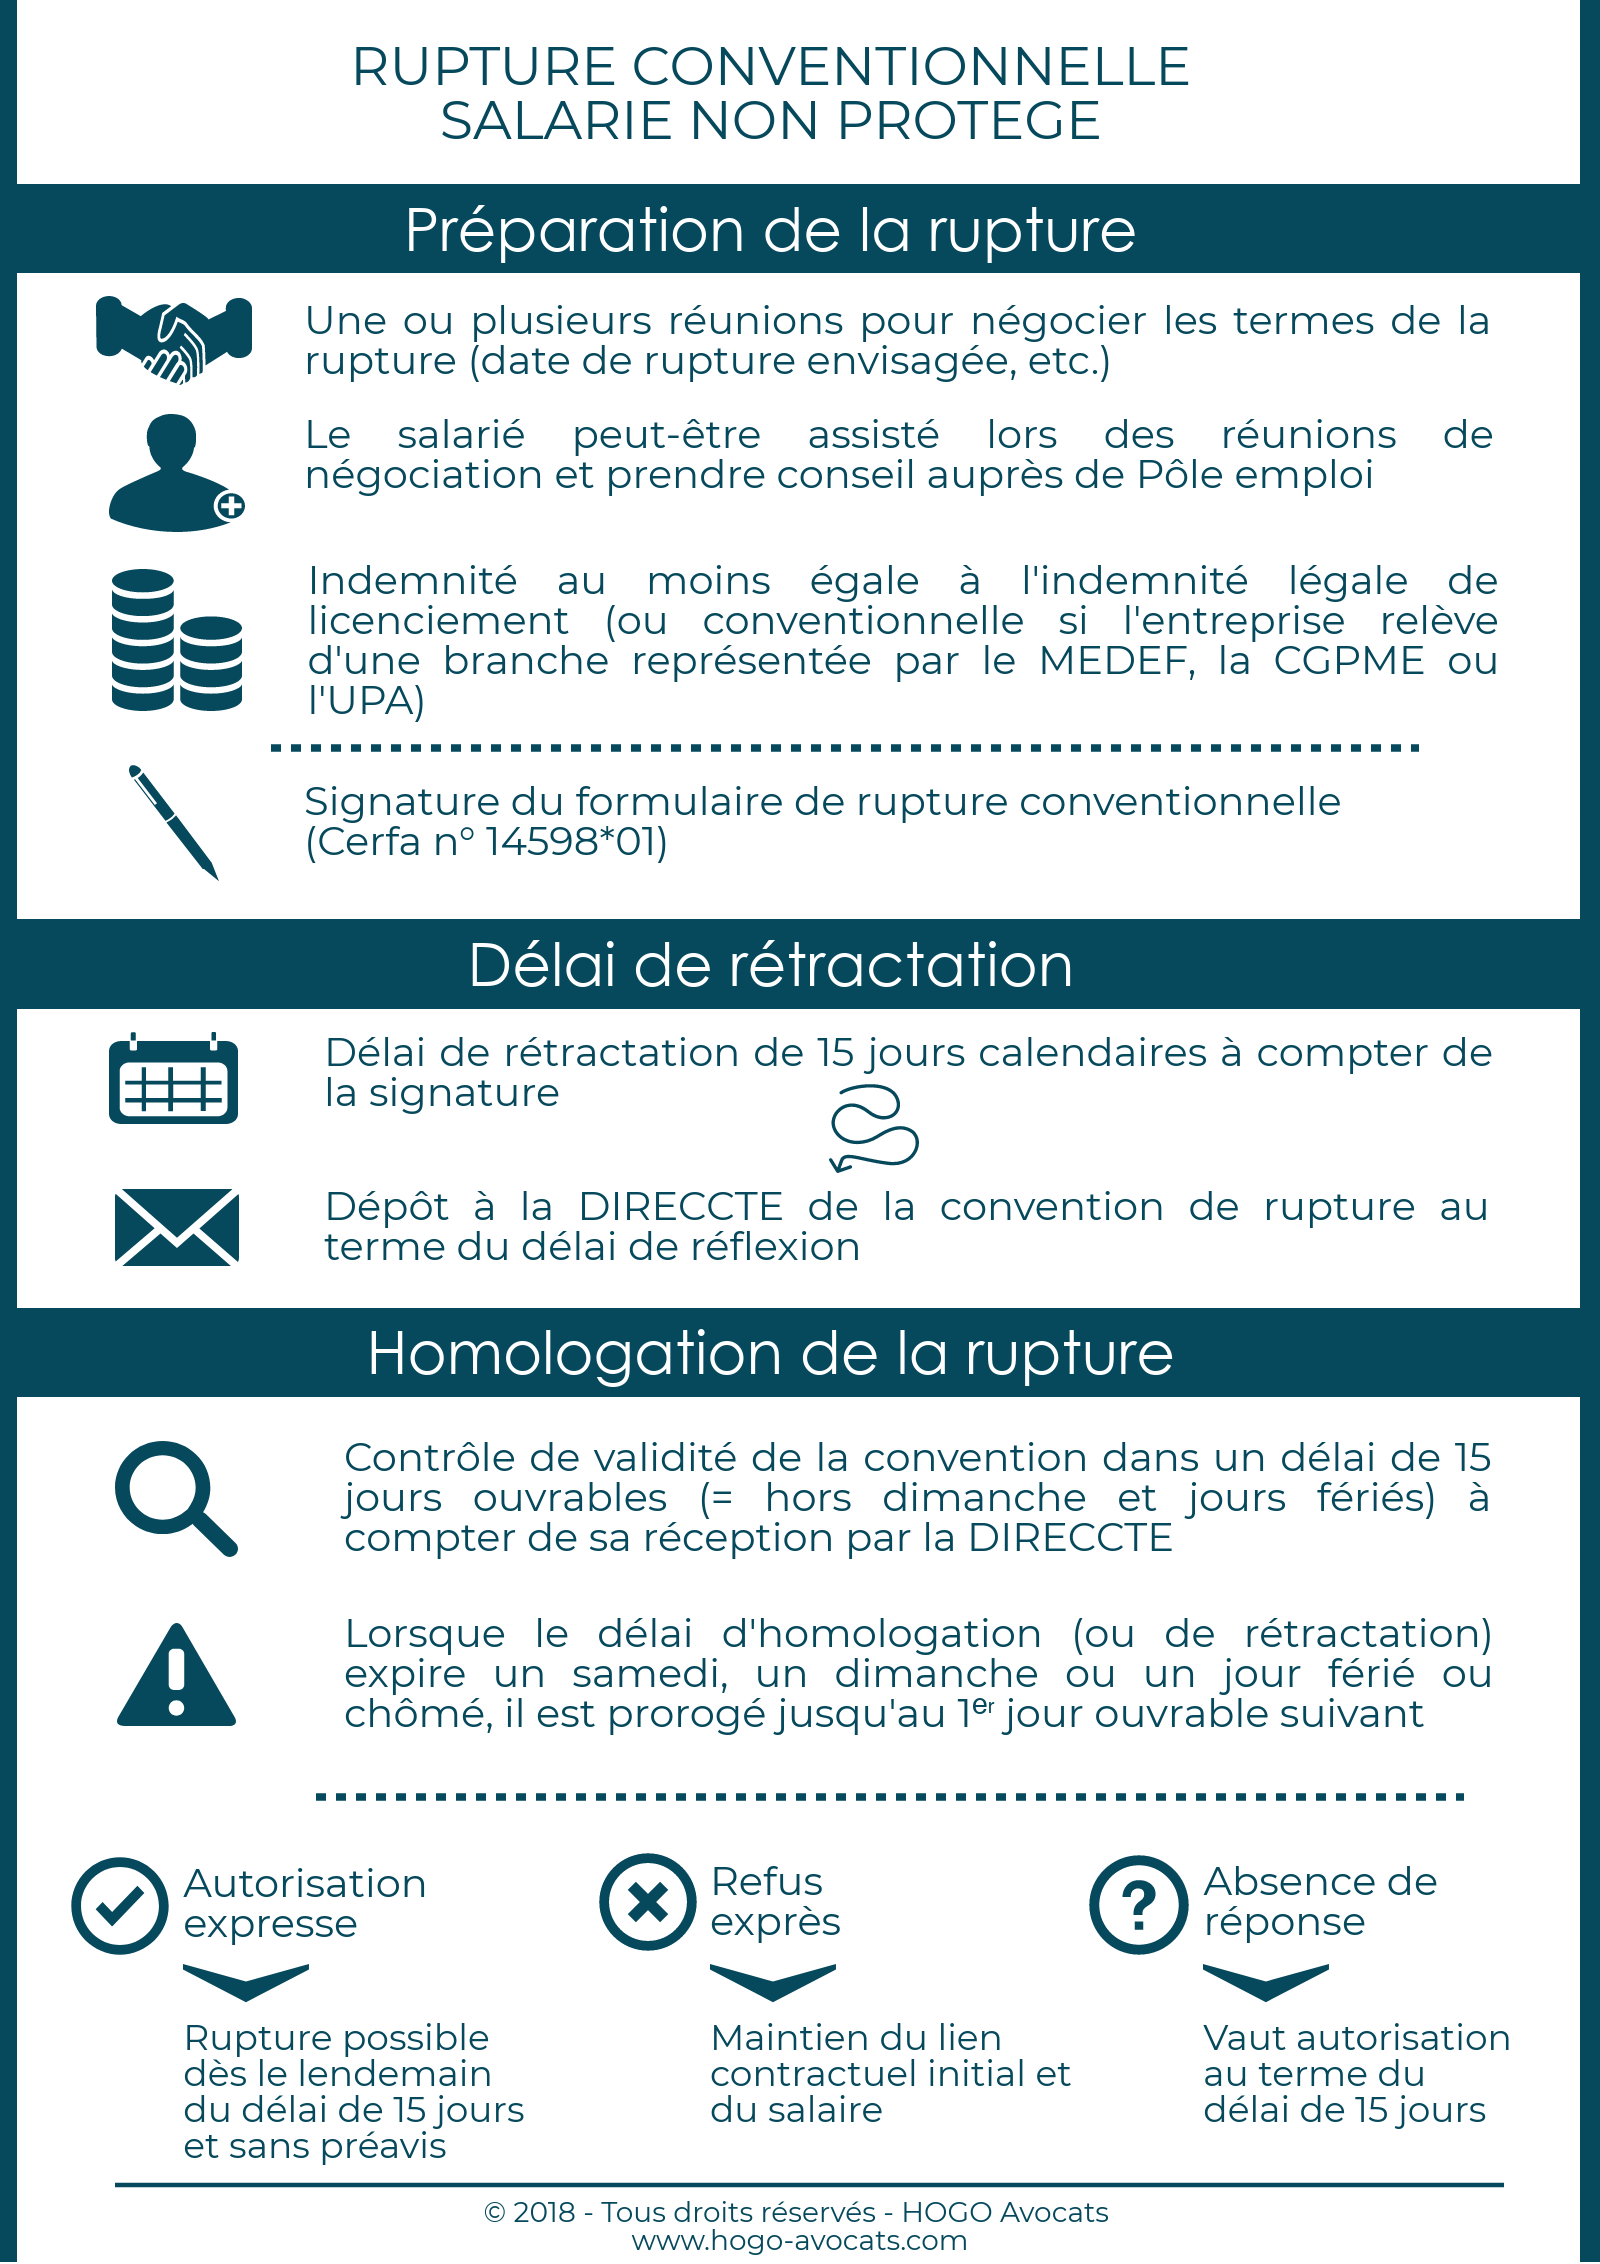 RUPTURE CONVENTIONNELLE
SALARIE NON PROTEGE
Préparation de la rupture
Une ou plusieurs réunions pour négocier les termes de la
rupture (date de rupture envisagée, etc.)
Le salarié peut-être assisté lors des réunions de
négociation et prendre conseil auprès de Pôle emploi
Indemnité au moins égale à l'indemnité légale de
licenciement (ou conventionnelle si l'entreprise relève
d'une branche représentée par le MEDEF, la CGPME ou
l'UPA)
Signature du formulaire de rupture conventionnelle
(Cerfa n° 14598*01)
Délai de rétractation
Délai de rétractation de 15 jours calendaires à compter de
la signature
Dépôt à la DIRECCTE de la convention de rupture au
terme du délai de réflexion
Homologation de la rupture
Contrôle de validité de la convention dans un délai de 15
jours ouvrables (= hors dimanche et jours fériés) à
compter de sa réception par la DIRECCTE
Lorsque le délai d'homologation (ou de rétractation)
expire un samedi, un dimanche ou un jour férié ou
chômé, il est prorogé jusqu'au 1er jour ouvrable suivant
Autorisation
expresse
Rupture possible
dès le lendemain
du délai de 15 jours
et sans préavis
Refus
exprès
Maintien du lien
contractuel initial et
du salaire
?
Absence de
réponse
Vaut autorisation
au terme du
délai de 15 jours
© 2018 - Tous droits réservés - HOGO Avocats
www.hogo-avocats.com